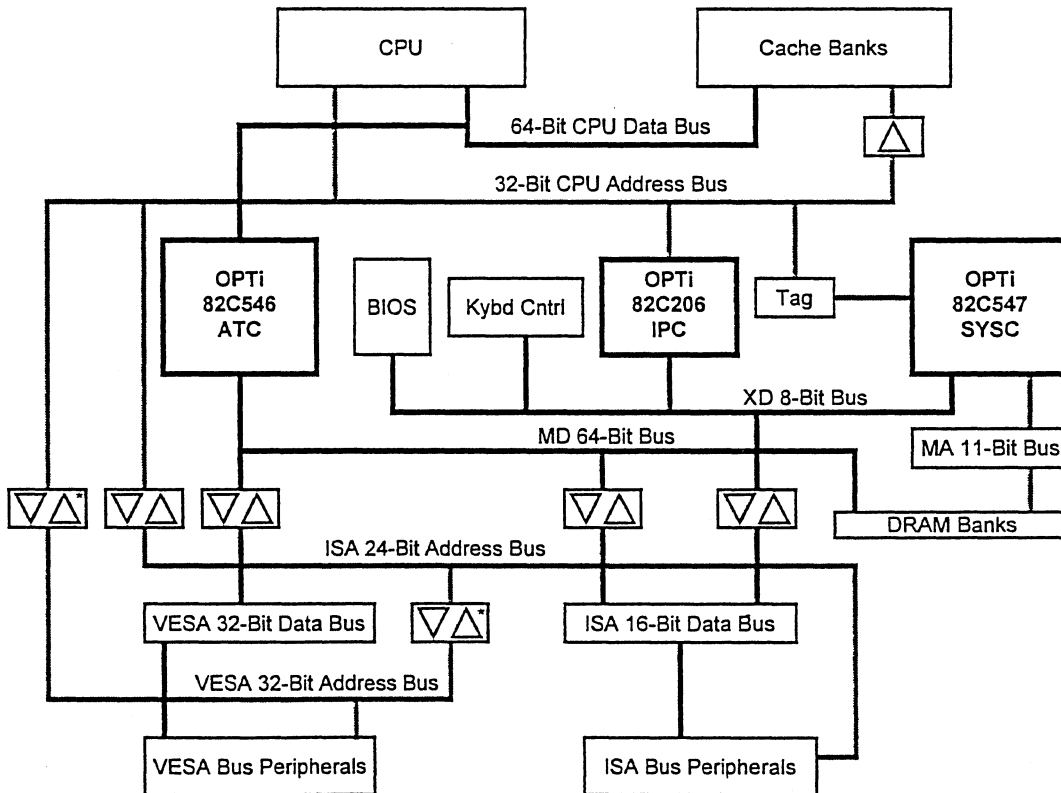 CPU
Cache Banks
64-Bit CPU Data Bus
32-Bit CPU Address Bus
OPTi
82C546
ATC
BIOS
Kybd Cntrl
OPTi
82C206
IPC
Tag
OPTi
82C547
SYSC
XD 8-Bit Bus
MD 64-Bit Bus
MA 11-Bit Bus
*
DRAM Banks
ISA 24-Bit Address Bus
VESA 32-Bit Data Bus
*
ISA 16-Bit Data Bus
VESA 32-Bit Address Bus
VESA Bus Peripherals
ISA Bus Peripherals